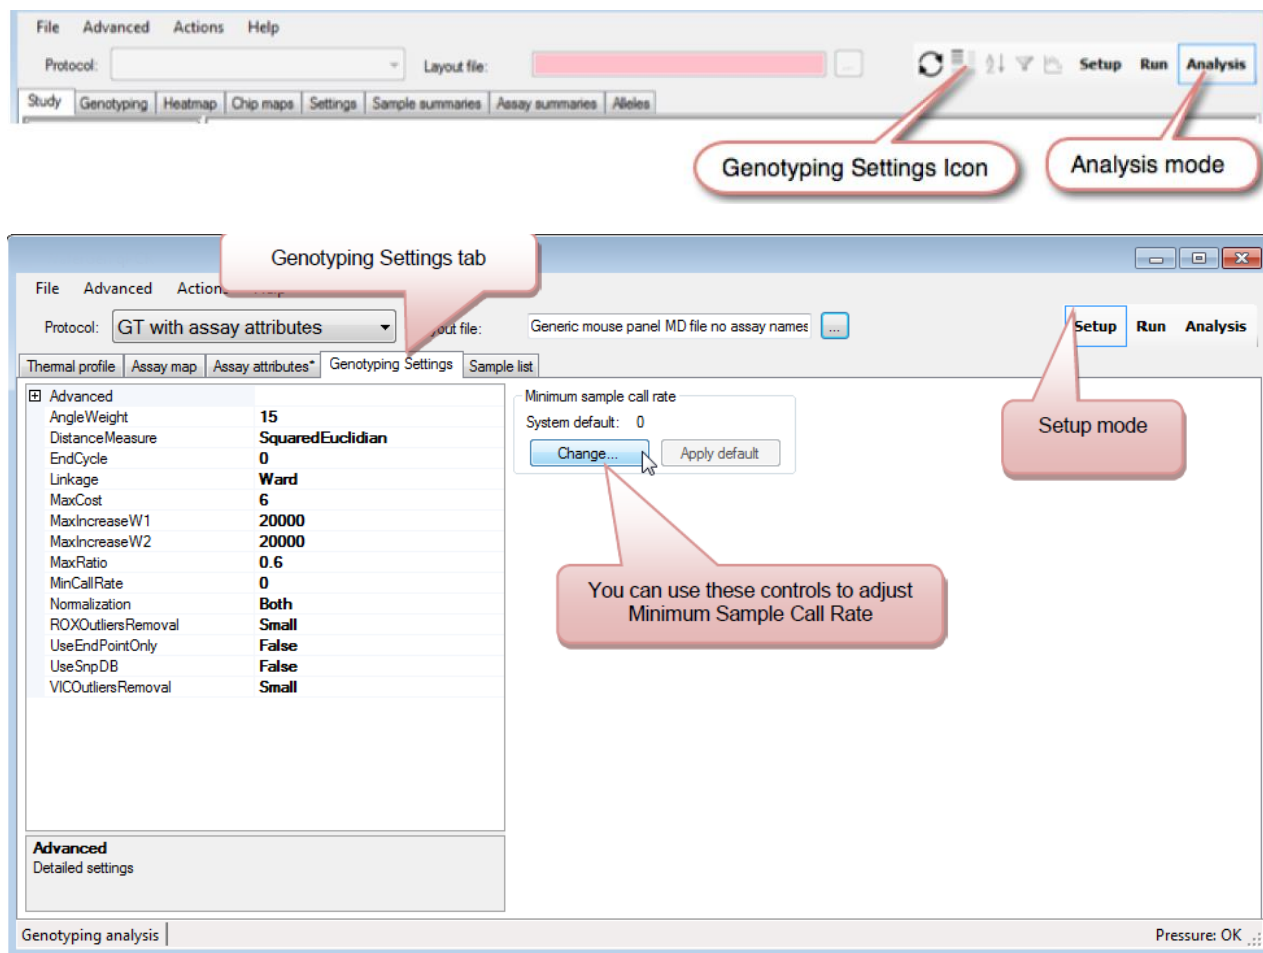 File Advanced Actions Help
Protocol: Layout file: ... Setup Run Analysis
Study Genotyping Heatmap Chip maps Settings Sample summaries Assay summaries Alleles
Genotyping Settings Icon
Analysis mode
Genotyping Settings tab
File Advanced Action
Protocol: GT with assay attributes out file: Generic mouse panel MD file no assay names ... Setup Run Analysis
Thermal profile Assay map Assay attributes* Genotyping Settings Sample list
Advanced
AngleWeight 15
DistanceMeasure SquaredEuclidian
EndCycle 0
Linkage Ward
MaxCost 6
MaxIncreaseW1 20000
MaxIncreaseW2 20000
MaxRatio 0.6
MinCallRate 0
Normalization Both
ROXOutliersRemoval Small
UseEndPointOnly False
UseSnpDB False
VICOutliersRemoval Small
Minimum sample call rate
System default: 0
Change... Apply default
Setup mode
You can use these controls to adjust
Minimum Sample Call Rate
Advanced
Detailed settings
Genotyping analysis Pressure: OK